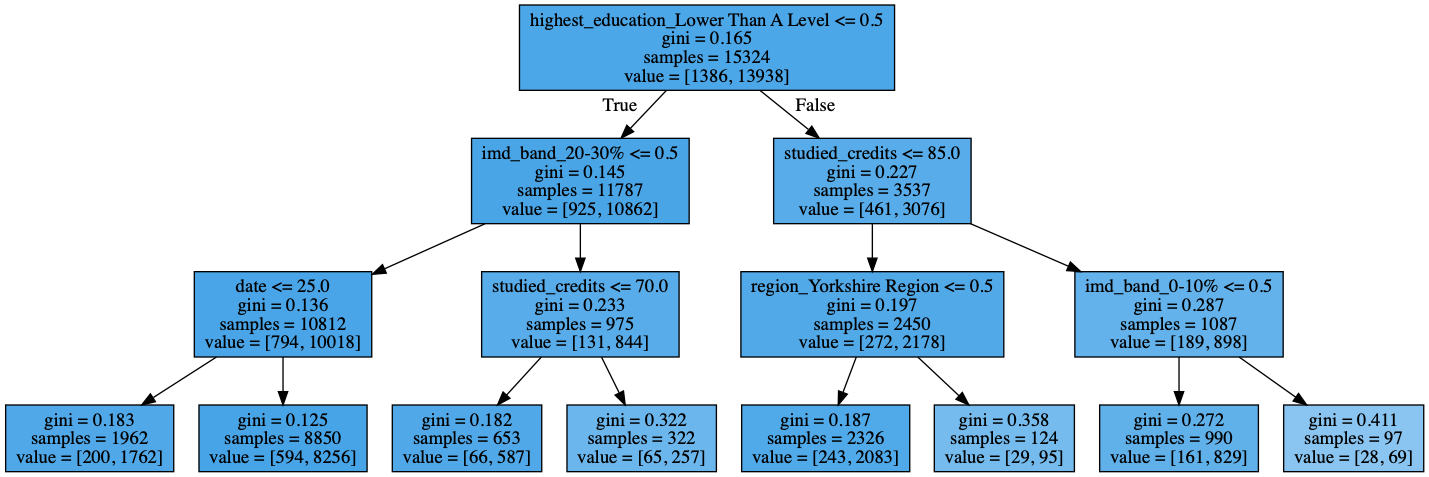 highest_education_Lower Than A Level <= 0.5
gini = 0.165
samples = 15324
value = [1386, 13938]
True
False
imd_band_20-30% <= 0.5
gini = 0.145
samples = 11787
value = [925, 10862]
studied_credits <= 85.0
gini = 0.227
samples = 3537
value = [461, 3076]
date <= 25.0
gini = 0.136
samples = 10812
value = [794, 10018]
studied_credits <= 70.0
gini = 0.233
samples = 975
value = [131, 844]
region_Yorkshire Region <= 0.5
gini = 0.197
samples = 2450
value = [272, 2178]
imd_band_0-10% <= 0.5
gini = 0.287
samples = 1087
value = [189, 898]
gini = 0.183
samples = 1962
value = [200, 1762]
gini = 0.125
samples = 8850
value = [594, 8256]
gini = 0.182
samples = 653
value = [66, 587]
gini = 0.322
samples = 322
value = [65, 257]
gini = 0.187
samples = 2326
value = [243, 2083]
gini = 0.358
samples = 124
value = [29, 95]
gini = 0.272
samples = 990
value = [161, 829]
gini = 0.411
samples = 97
value = [28, 69]